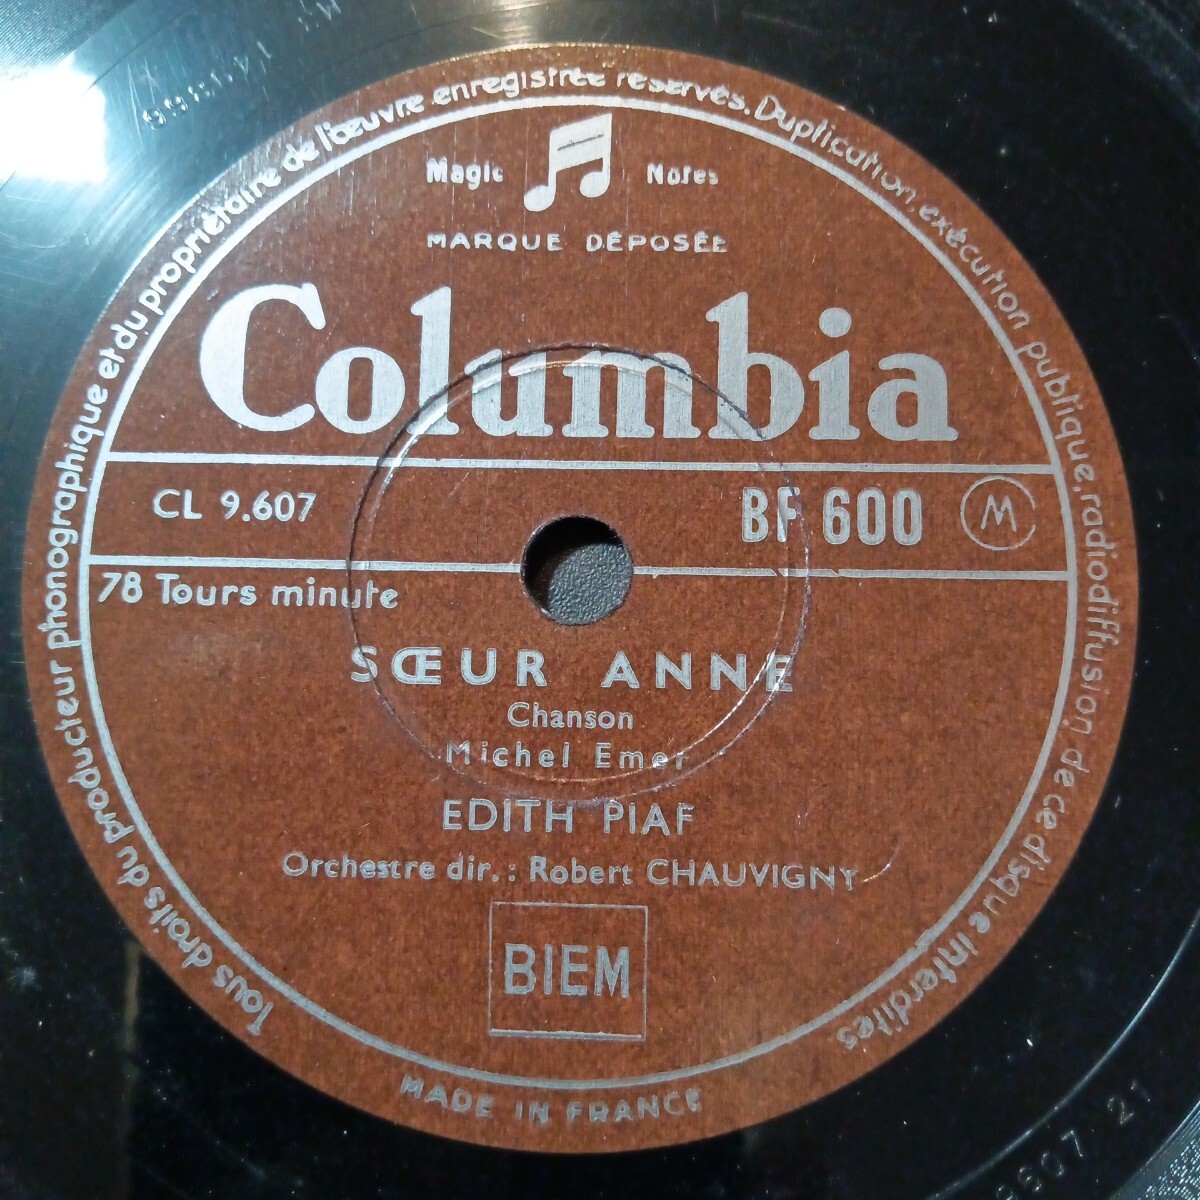 Tous droits du producteur phonographique et du propriétaire de l'œuvre enregistrée réservés. Duplication, exécution publique, radiodiffusion de ce disque interdites
Magic Notes
MARQUE DÉPOSÉE
Columbia
CL 9.607 BF 600 M
78 Tours minute
SŒUR ANNE
Chanson
Michel Emer
EDITH PIAF
Orchestre dir. : Robert CHAUVIGNY
BIEM
MADE IN FRANCE